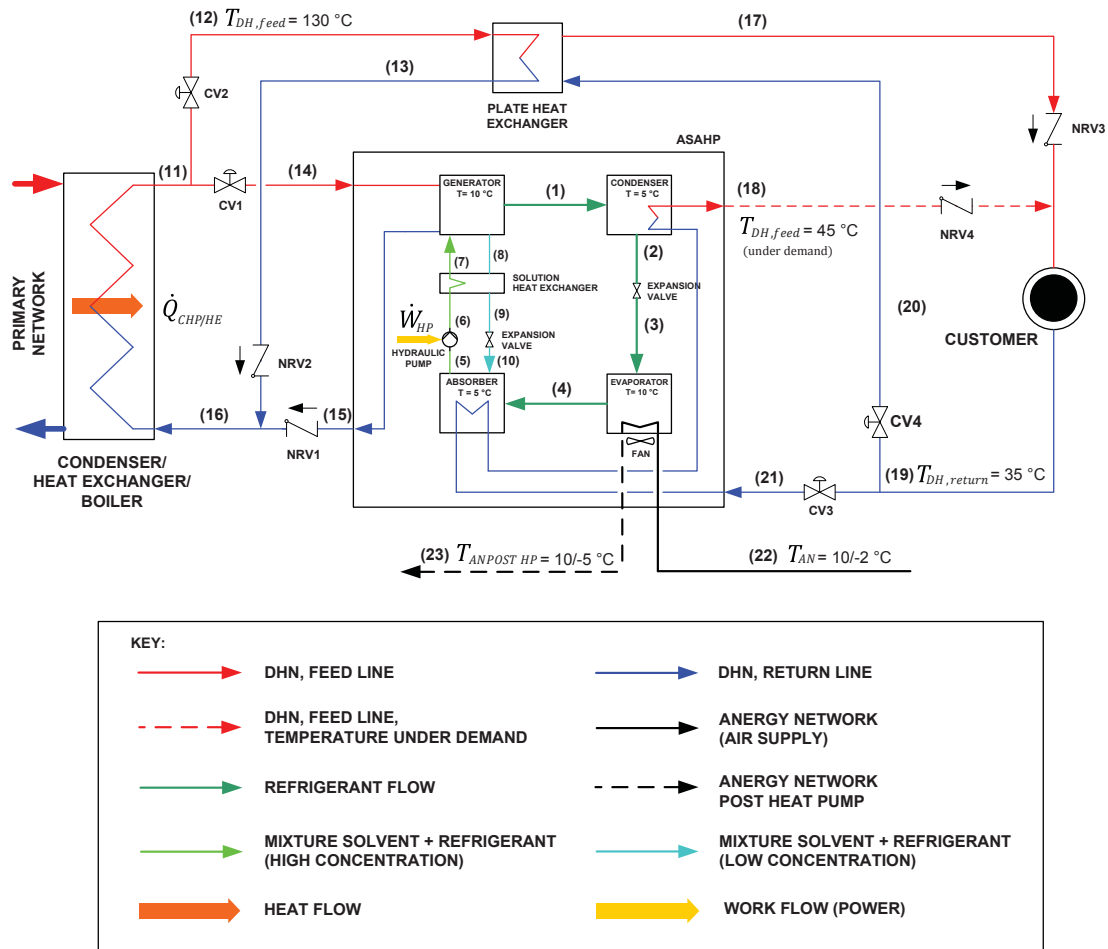 (12) T_DH,feed = 130 °C
(17)
(13)
CV2
PLATE HEAT
EXCHANGER
NRV3
ASAHP
(11)
(14)
CV1
GENERATOR
T= 10 °C
(1)
CONDENSER
T = 5 °C
(18)
NRV4
T_DH,feed = 45 °C
(under demand)
(8)
(2)
(7)
SOLUTION
HEAT EXCHANGER
EXPANSION
VALVE
PRIMARY
NETWORK
Q̇_CHP/HE
Ẇ_HP
(6)
(9)
(3)
(20)
CUSTOMER
HYDRAULIC
PUMP
EXPANSION
VALVE
(5)
(10)
NRV2
ABSORBER
T = 5 °C
(4)
EVAPORATOR
T= 10 °C
(16)
(15)
NRV1
FAN
CV4
CONDENSER/
HEAT EXCHANGER/
BOILER
(21)
CV3
(19) T_DH,return = 35 °C
(23) T_ANPOST HP = 10/-5 °C
(22) T_AN = 10/-2 °C
KEY:
DHN, FEED LINE
DHN, RETURN LINE
DHN, FEED LINE,
TEMPERATURE UNDER DEMAND
ANERGY NETWORK
(AIR SUPPLY)
REFRIGERANT FLOW
ANERGY NETWORK
POST HEAT PUMP
MIXTURE SOLVENT + REFRIGERANT
(HIGH CONCENTRATION)
MIXTURE SOLVENT + REFRIGERANT
(LOW CONCENTRATION)
HEAT FLOW
WORK FLOW (POWER)